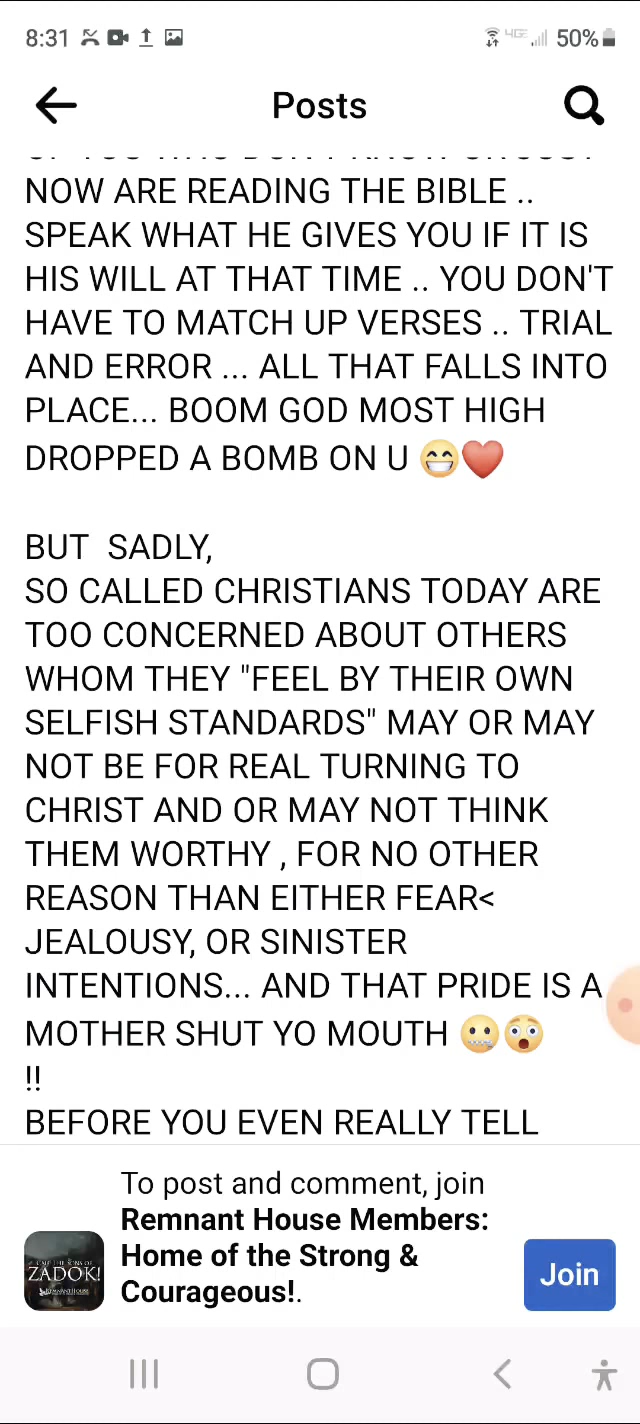 8:31
4GE
50%
Posts
NOW ARE READING THE BIBLE ..
SPEAK WHAT HE GIVES YOU IF IT IS
HIS WILL AT THAT TIME .. YOU DON'T
HAVE TO MATCH UP VERSES .. TRIAL
AND ERROR ... ALL THAT FALLS INTO
PLACE... BOOM GOD MOST HIGH
DROPPED A BOMB ON U 😁❤️
BUT  SADLY,
SO CALLED CHRISTIANS TODAY ARE
TOO CONCERNED ABOUT OTHERS
WHOM THEY "FEEL BY THEIR OWN
SELFISH STANDARDS" MAY OR MAY
NOT BE FOR REAL TURNING TO
CHRIST AND OR MAY NOT THINK
THEM WORTHY , FOR NO OTHER
REASON THAN EITHER FEAR<
JEALOUSY, OR SINISTER
INTENTIONS... AND THAT PRIDE IS A
MOTHER SHUT YO MOUTH 🤐😲
!!
BEFORE YOU EVEN REALLY TELL
To post and comment, join
Remnant House Members:
Home of the Strong &
Courageous!.
ZADOK!
Join